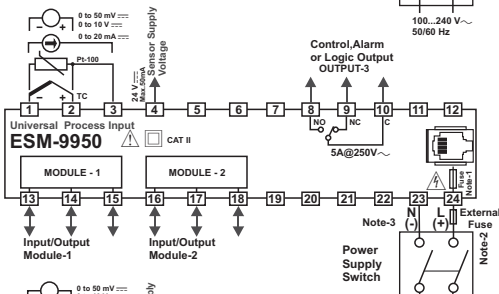 100...240 V
50/60 Hz
0 to 50 mV
0 to 10 V
0 to 20 mA
Pt-100
TC
24 V
Max.50mA
Sensor Supply
Voltage
Control,Alarm
or Logic Output
OUTPUT-3
1 2 3 4 5 6 7 8 9 10 11 12
NO NC C
5A@250V
Universal Process Input
ESM-9950
CAT II
MODULE - 1
MODULE - 2
Fuse
Note-1
13 14 15 16 17 18 19 20 21 22 23 24
Input/Output
Module-1
Input/Output
Module-2
Note-3
N
(-)
L
(+)
External
Fuse
Note-2
Power
Supply
Switch
0 to 50 mV